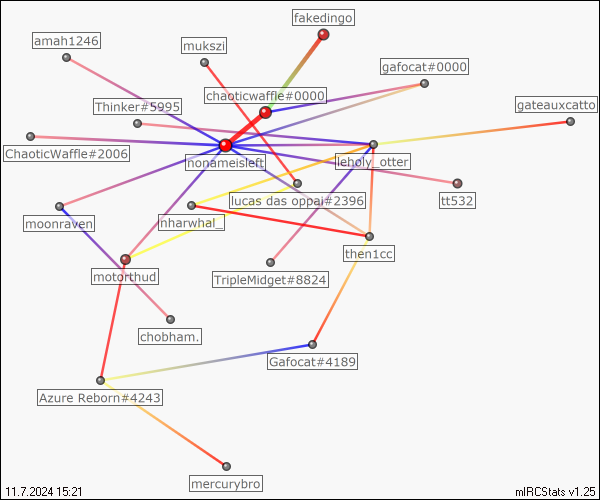 fakedingo
amah1246
mukszi
gafocat#0000
chaoticwaffle#0000
Thinker#5995
gateauxcatto
ChaoticWaffle#2006
nonameisleft
leholy_otter
lucas das oppai#2396
tt532
moonraven
nharwhal_
then1cc
motorthud
TripleMidget#8824
chobham.
Gafocat#4189
Azure Reborn#4243
mercurybro
11.7.2024 15:21
mIRCStats v1.25